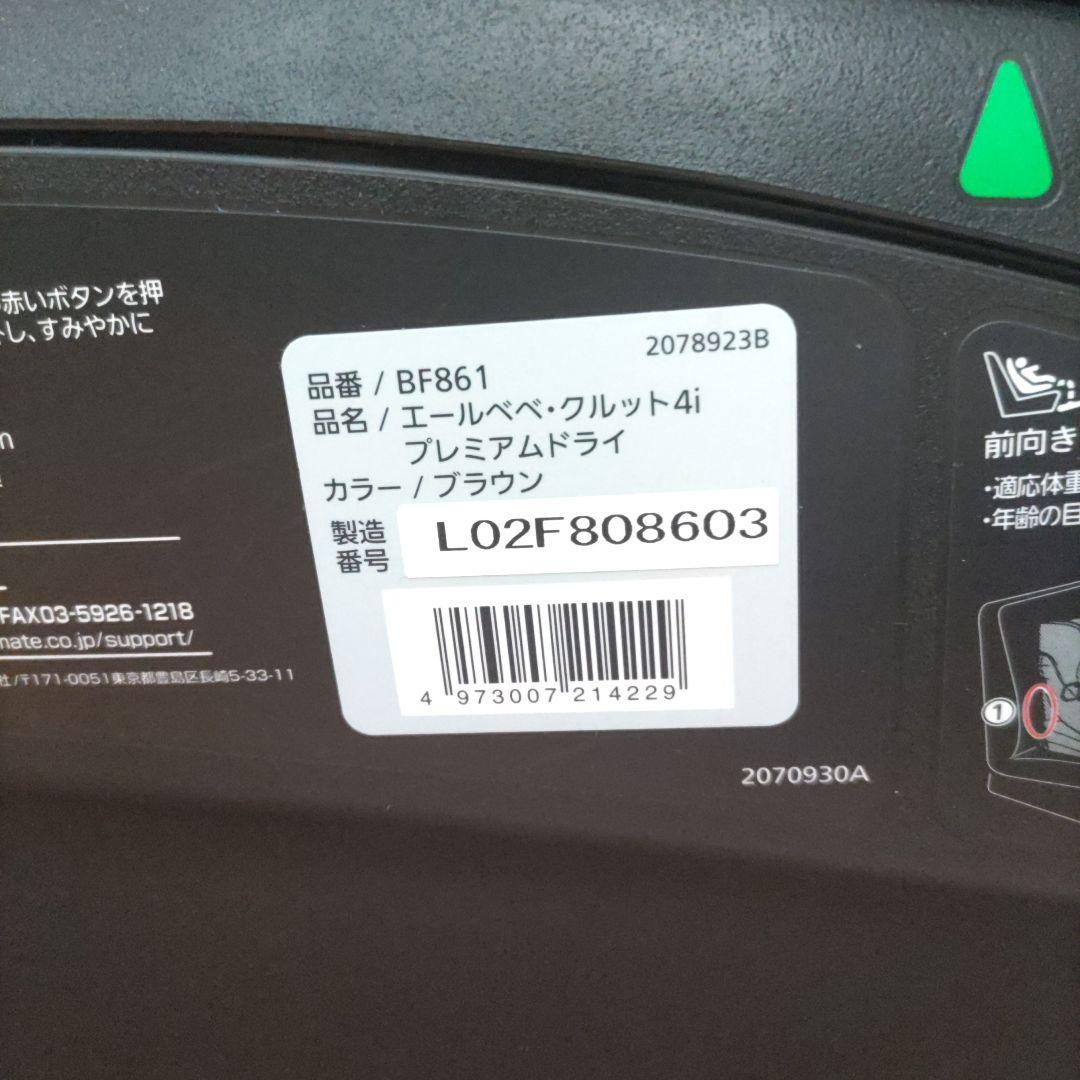 赤いボタンを押
し、すみやかに
FAX03-5926-1218
mate.co.jp/support/
社/〒171-0051東京都豊島区長崎5-33-11
2078923B
品番 / BF861
品名 / エールベベ・クルット4i
プレミアムドライ
カラー / ブラウン
製造
番号
L02F808603
4 973007 214229
2070930A
前向き
・適応体重
・年齢の目
1